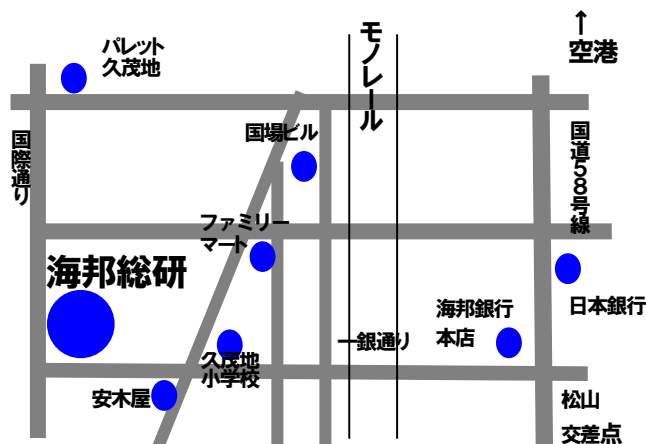 ↑
空港
パレット
久茂地
モノレール
国際通り
国場ビル
国道58号線
ファミリー
マート
海邦総研
日本銀行
海邦銀行
本店
一銀通り
久茂地
小学校
安木屋
松山
交差点